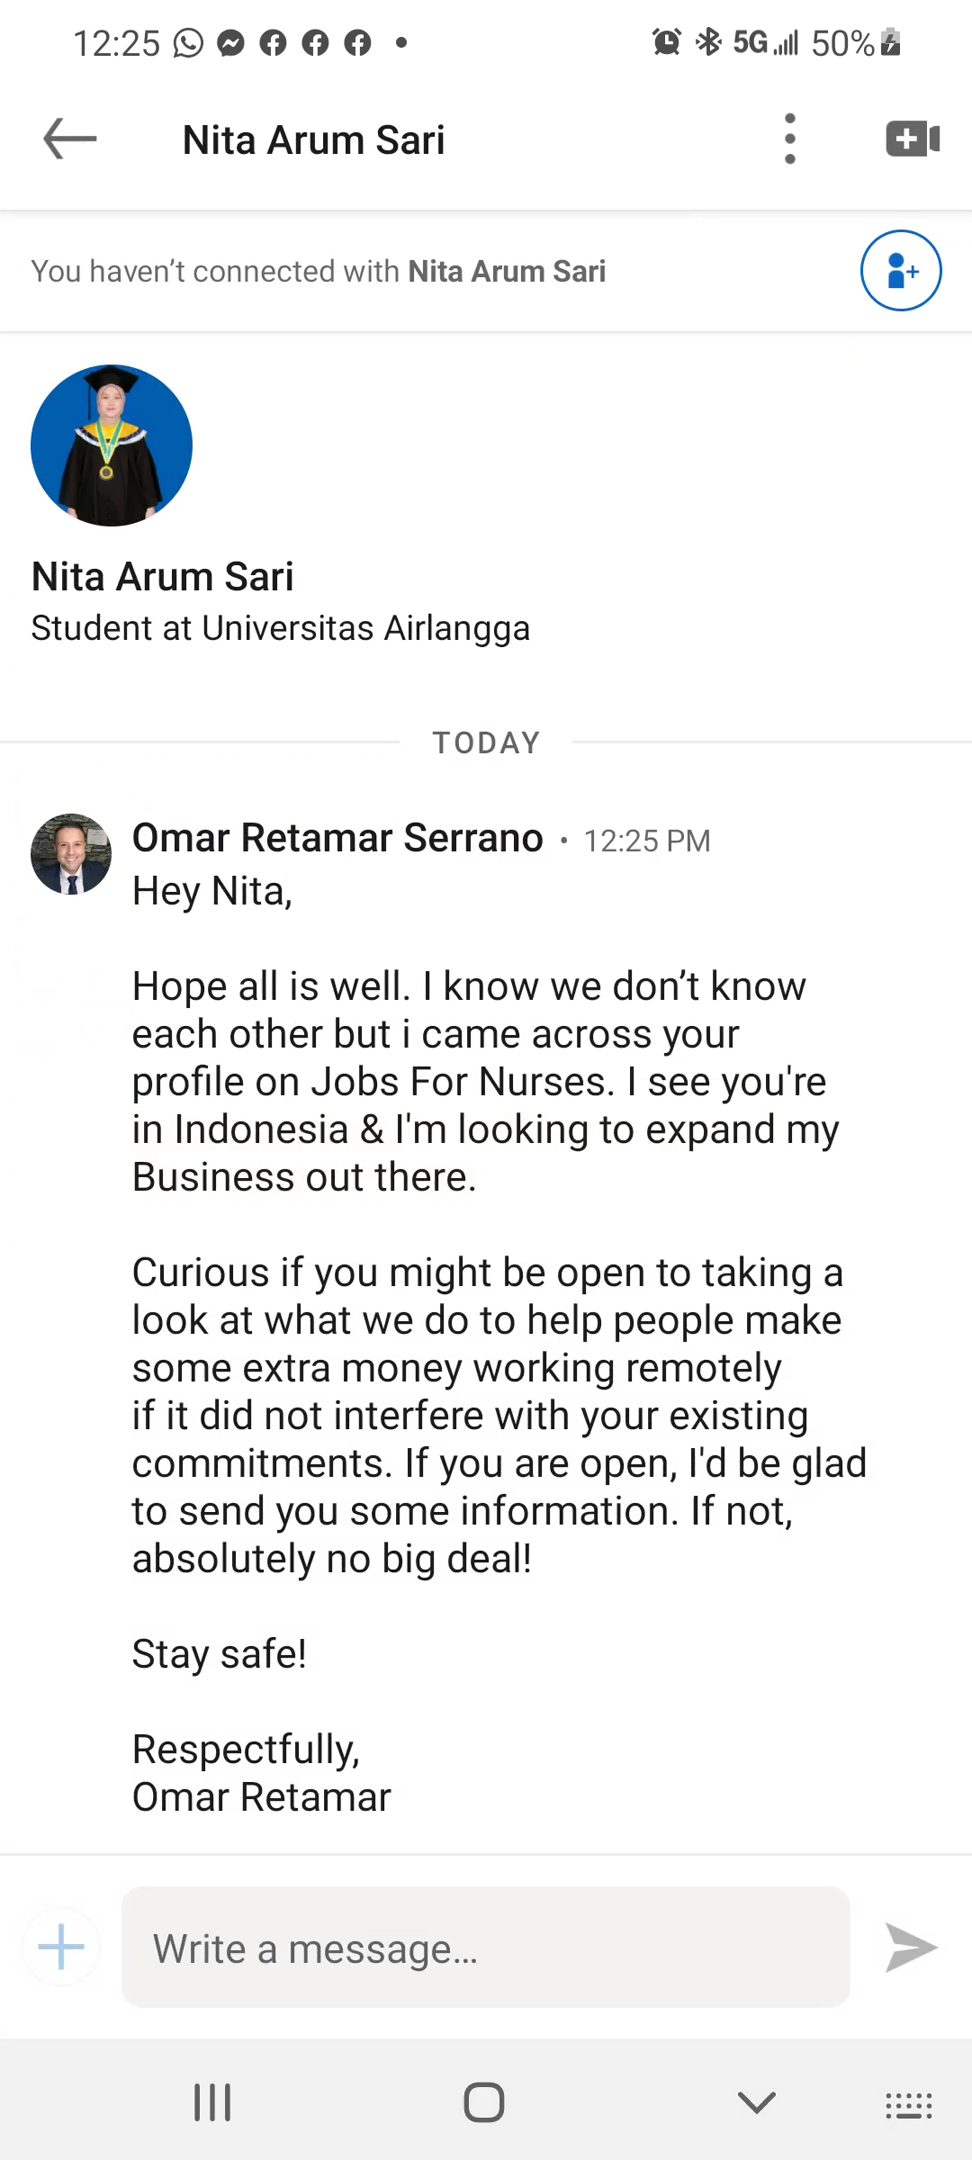 12:25 5G 50%
Nita Arum Sari
You haven’t connected with Nita Arum Sari
Nita Arum Sari
Student at Universitas Airlangga
TODAY
Omar Retamar Serrano • 12:25 PM
Hey Nita,
Hope all is well. I know we don’t know
each other but i came across your
profile on Jobs For Nurses. I see you're
in Indonesia & I'm looking to expand my
Business out there.
Curious if you might be open to taking a
look at what we do to help people make
some extra money working remotely
if it did not interfere with your existing
commitments. If you are open, I'd be glad
to send you some information. If not,
absolutely no big deal!
Stay safe!
Respectfully,
Omar Retamar
Write a message...